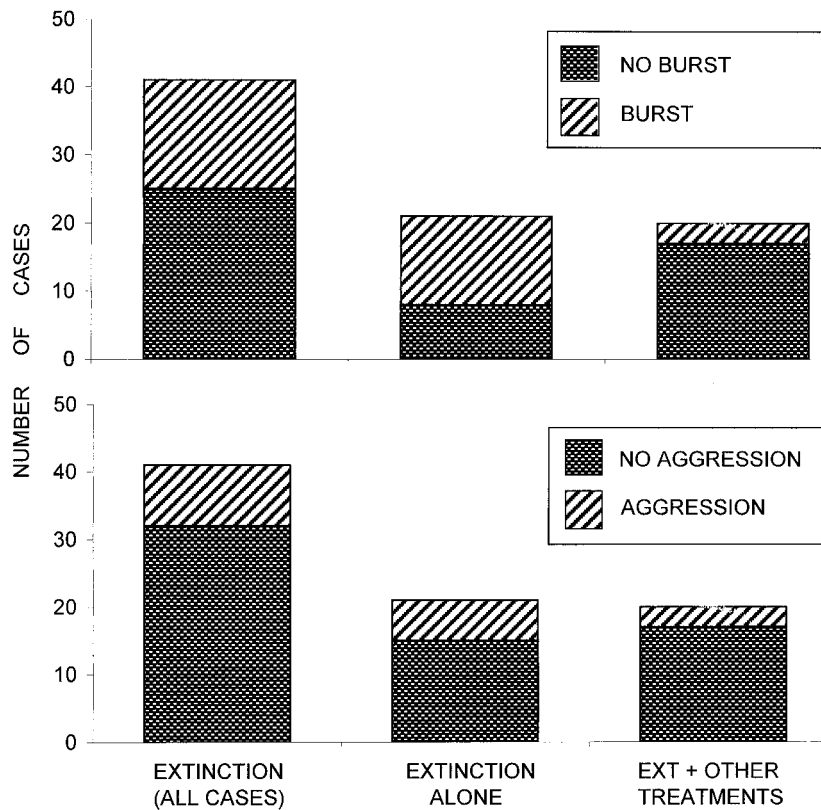 50
40
30
20
10
0
NO BURST
BURST
NUMBER OF CASES
50
40
30
20
10
0
NO AGGRESSION
AGGRESSION
EXTINCTION
(ALL CASES)
EXTINCTION
ALONE
EXT + OTHER
TREATMENTS